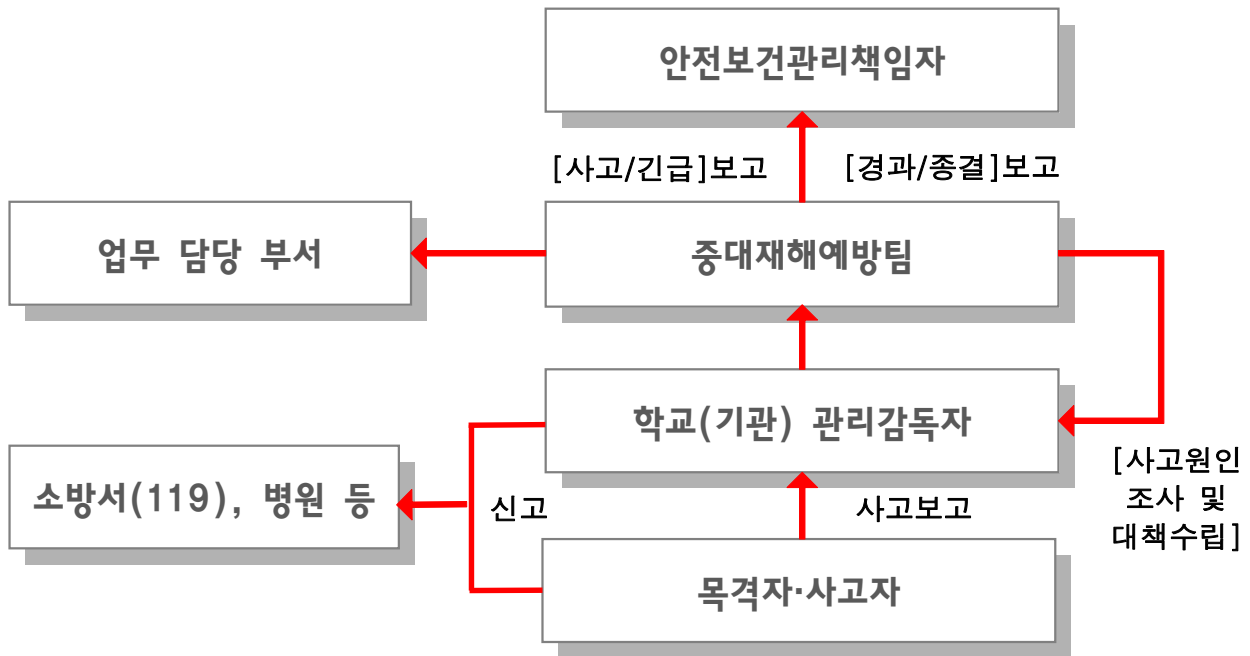 안전보건관리책임자
[사고/긴급]보고
[경과/종결]보고
업무 담당 부서
중대재해예방팀
학교(기관) 관리감독자
[사고원인
조사 및
대책수립]
소방서(119), 병원 등
신고
사고보고
목격자·사고자